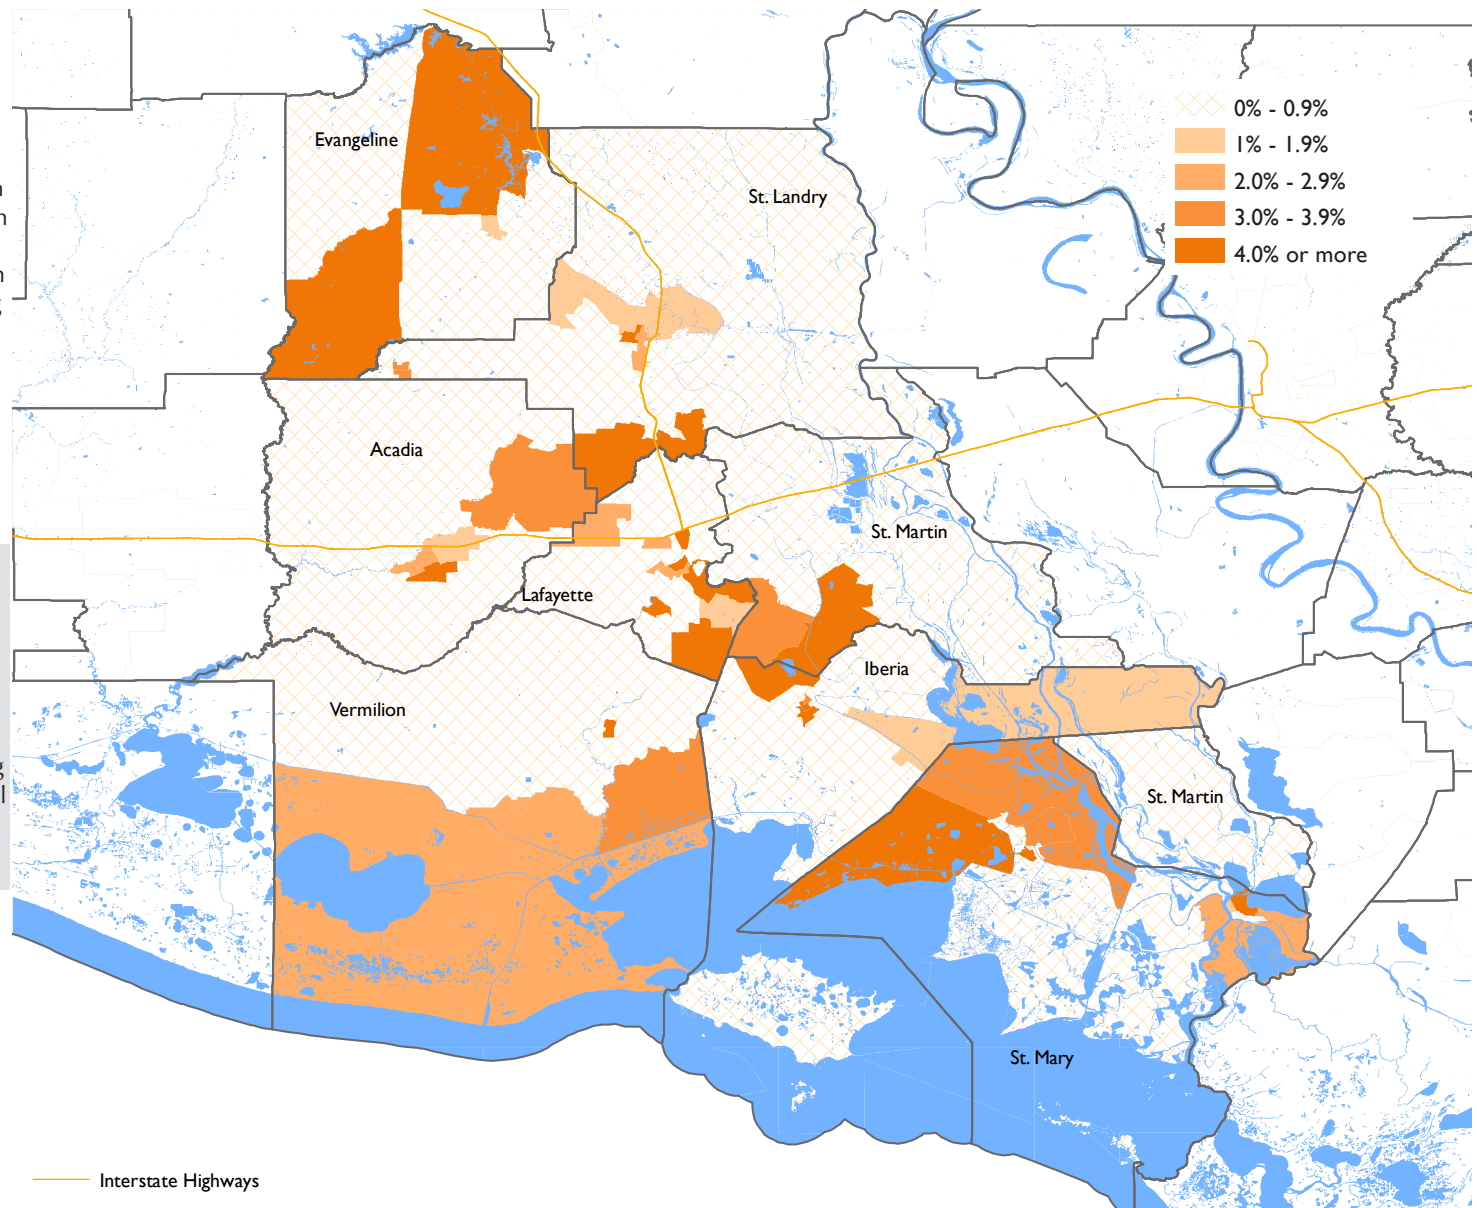 0% - 0.9%
Evangeline
1% - 1.9%
2.0% - 2.9%
St. Landry
3.0% - 3.9%
4.0% or more
Acadia
St. Martin
Lafayette
Iberia
Vermilion
St. Martin
St. Mary
Interstate Highways